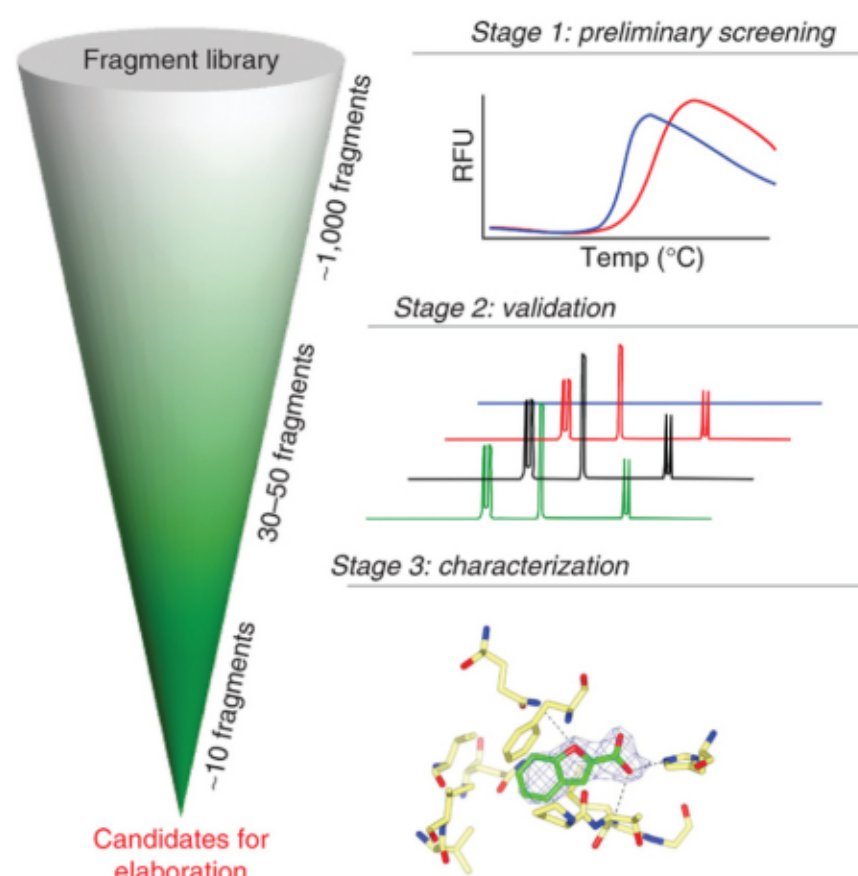 Fragment library
~1,000 fragments
30–50 fragments
~10 fragments
Candidates for
elaboration
Stage 1: preliminary screening
RFU
Temp (°C)
Stage 2: validation
Stage 3: characterization